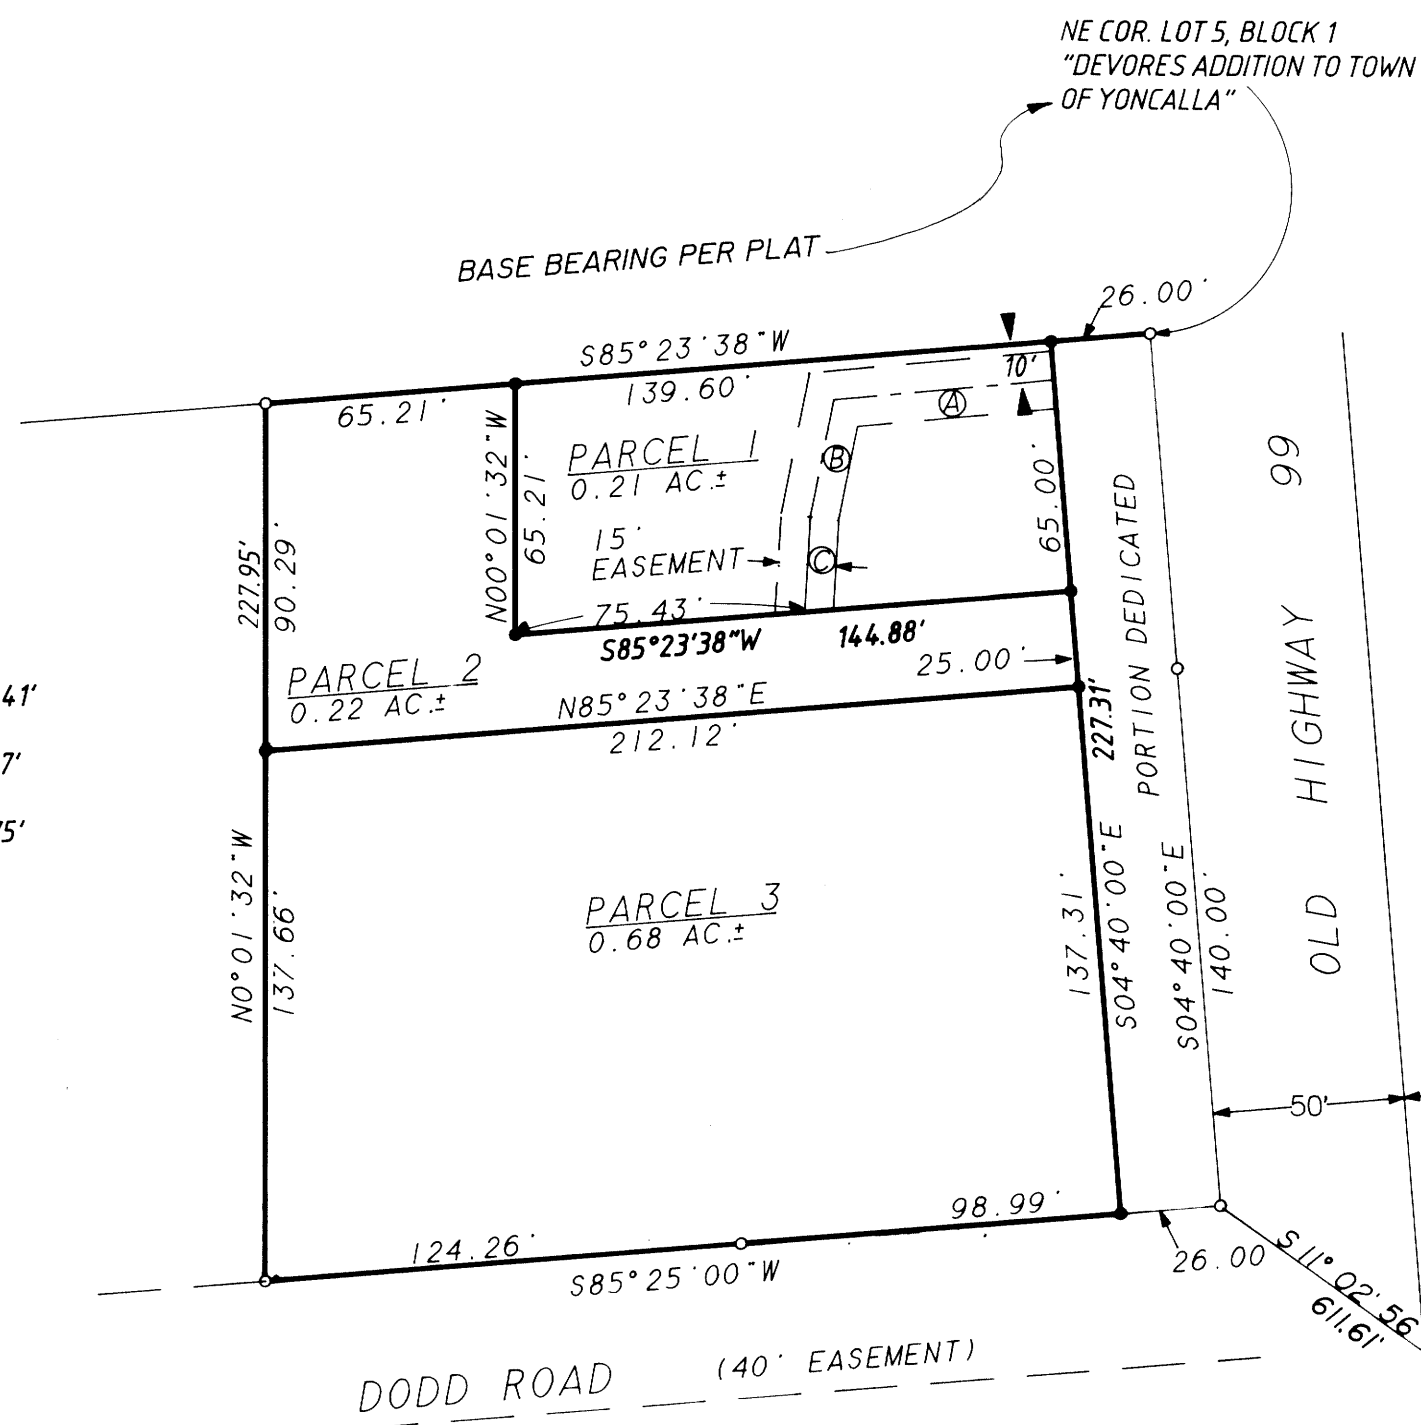 NE COR. LOT 5, BLOCK 1
"DEVORES ADDITION TO TOWN
OF YONCALLA"
BASE BEARING PER PLAT
26.00'
S85°23'38"W
139.60'
65.21'
10'
A
B
C
N00°01'32"W
65.21'
PARCEL 1
0.21 AC.±
15'
EASEMENT
65.00'
75.43'
S85°23'38"W
144.88'
25.00'
227.95'
90.29'
PARCEL 2
0.22 AC.±
N85°23'38"E
212.12'
227.31'
PORTION DEDICATED
OLD HIGHWAY 99
41'
7'
75'
N0°01'32"W
137.66'
PARCEL 3
0.68 AC.±
137.31'
S04°40'00"E
S04°40'00"E
140.00'
50'
98.99'
124.26'
S85°25'00"W
26.00
S 11° 02' 56
611.61'
DODD ROAD (40' EASEMENT)